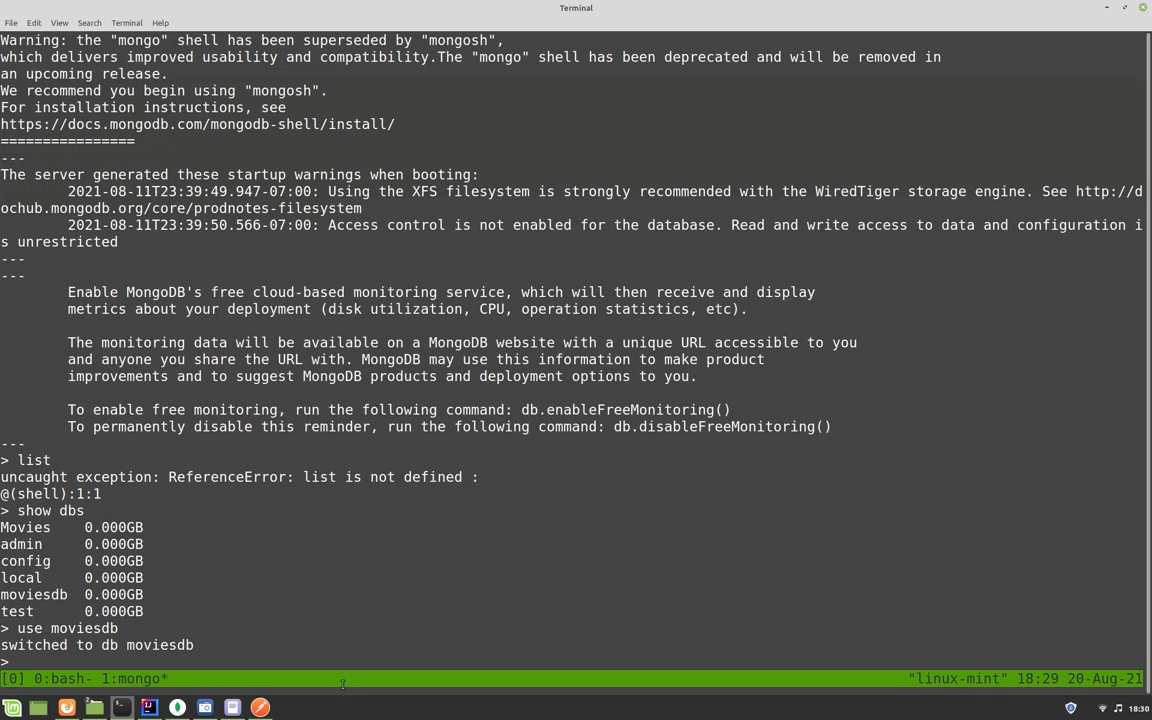 Terminal
File Edit View Search Terminal Help
Warning: the "mongo" shell has been superseded by "mongosh",
which delivers improved usability and compatibility.The "mongo" shell has been deprecated and will be removed in
an upcoming release.
We recommend you begin using "mongosh".
For installation instructions, see
https://docs.mongodb.com/mongodb-shell/install/
================
---
The server generated these startup warnings when booting:
        2021-08-11T23:39:49.947-07:00: Using the XFS filesystem is strongly recommended with the WiredTiger storage engine. See http://d
ochub.mongodb.org/core/prodnotes-filesystem
        2021-08-11T23:39:50.566-07:00: Access control is not enabled for the database. Read and write access to data and configuration i
s unrestricted
---
---
        Enable MongoDB's free cloud-based monitoring service, which will then receive and display
        metrics about your deployment (disk utilization, CPU, operation statistics, etc).
        The monitoring data will be available on a MongoDB website with a unique URL accessible to you
        and anyone you share the URL with. MongoDB may use this information to make product
        improvements and to suggest MongoDB products and deployment options to you.
        To enable free monitoring, run the following command: db.enableFreeMonitoring()
        To permanently disable this reminder, run the following command: db.disableFreeMonitoring()
---
> list
uncaught exception: ReferenceError: list is not defined :
@(shell):1:1
> show dbs
Movies    0.000GB
admin     0.000GB
config    0.000GB
local     0.000GB
moviesdb  0.000GB
test      0.000GB
> use moviesdb
switched to db moviesdb
>
[0] 0:bash- 1:mongo* "linux-mint" 18:29 20-Aug-21
18:30